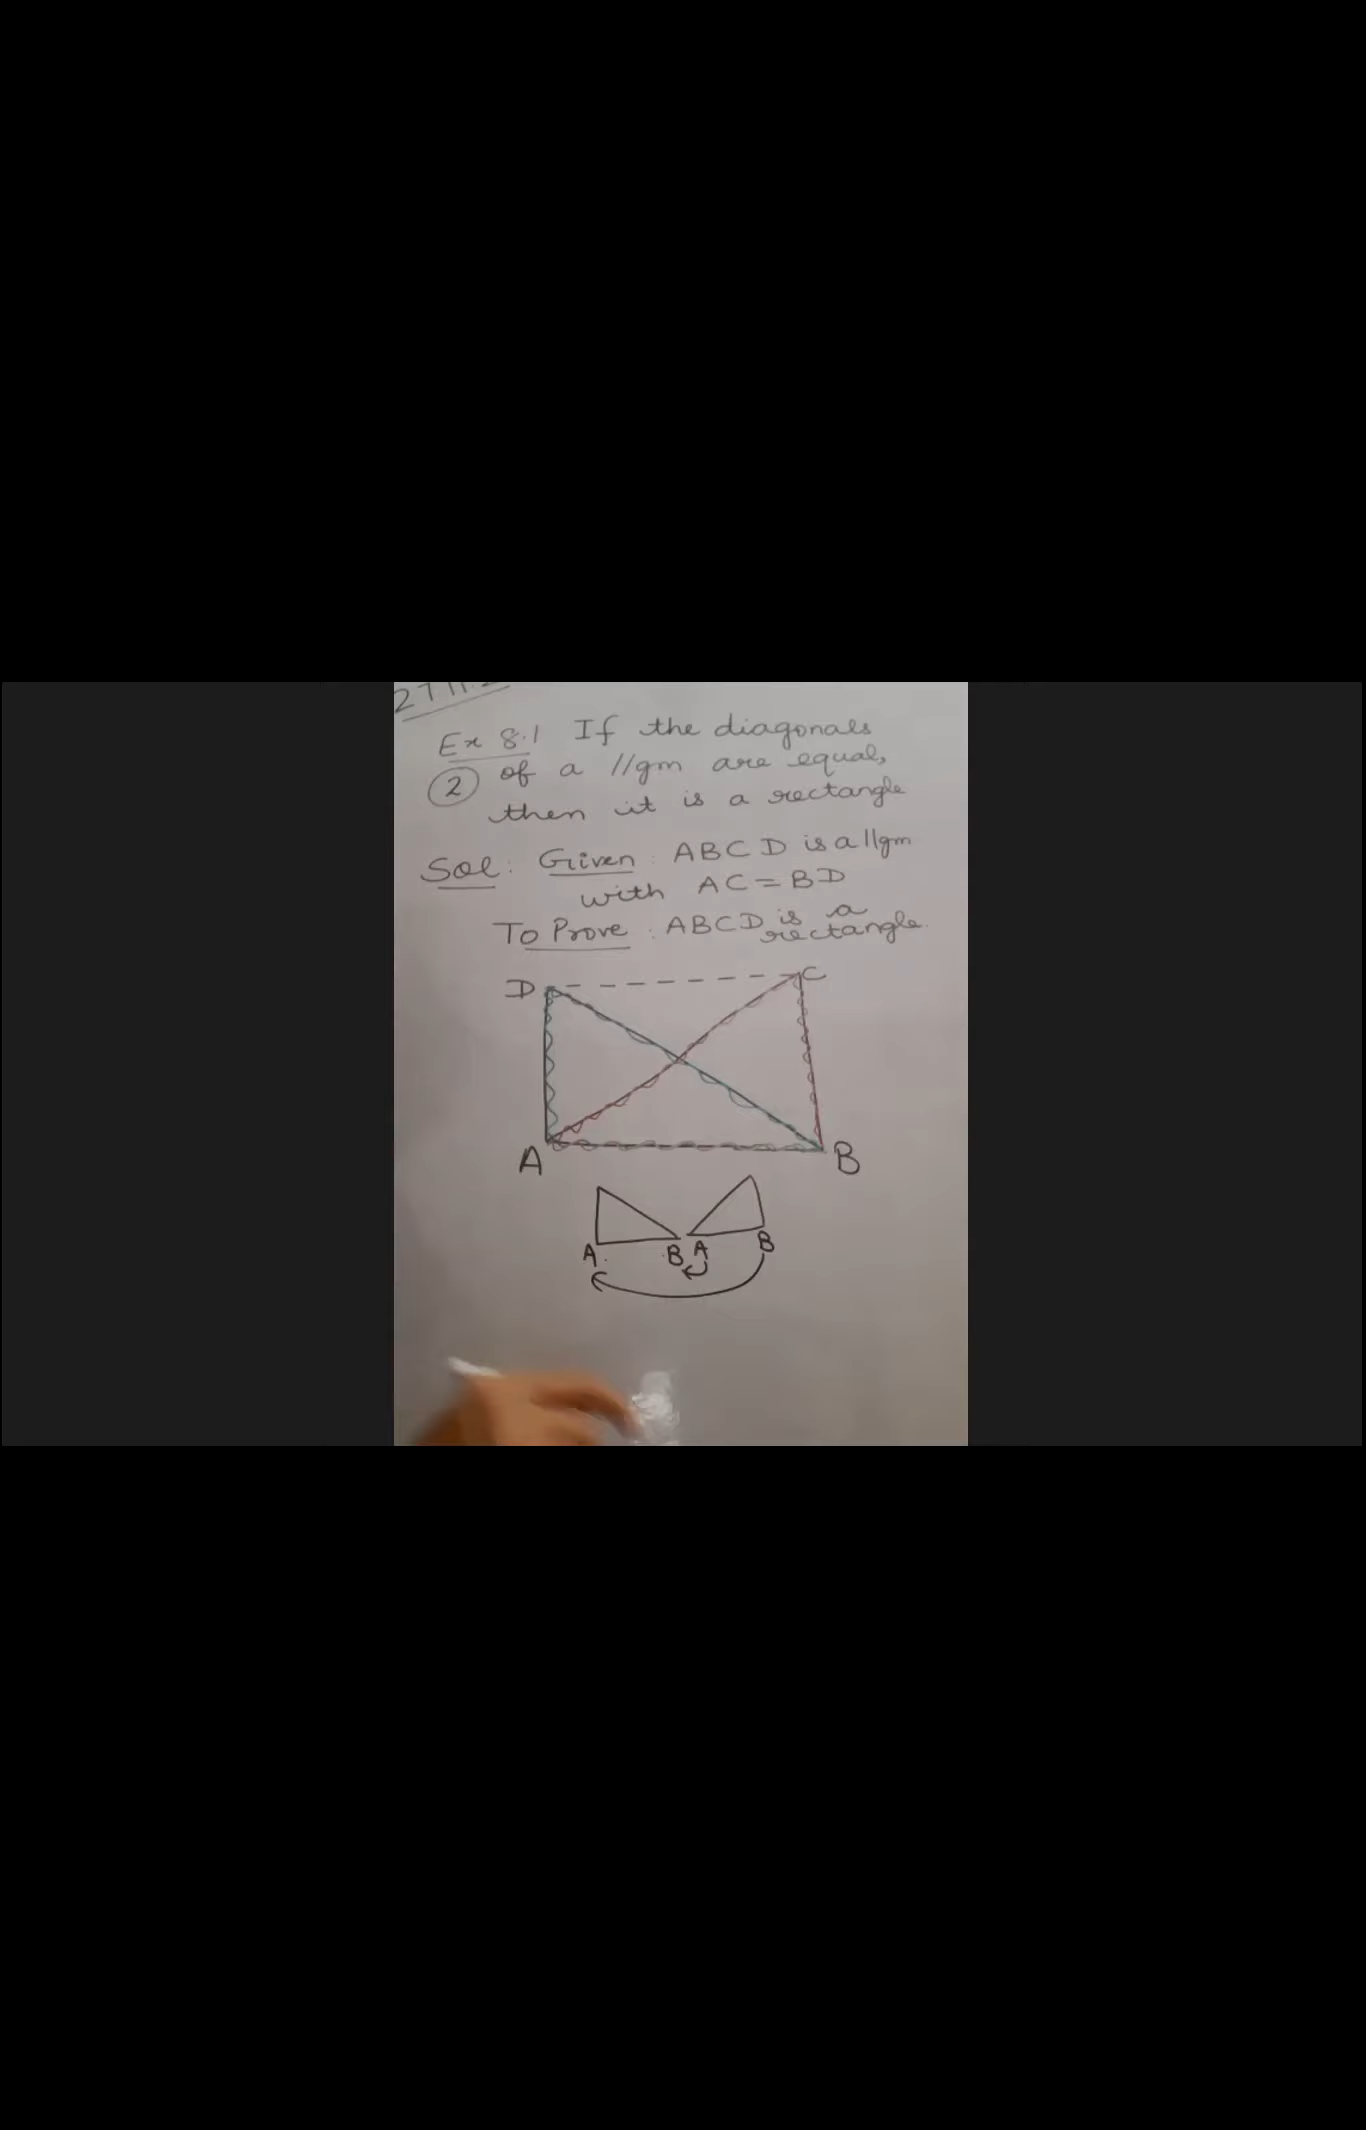 Ex 8.1 If the diagonals
② of a //gm are equal,
then it is a rectangle
Sol: Given: ABCD is a ||gm
with AC = BD
To Prove: ABCD is a
rectangle.
D C
A B
A. B A B